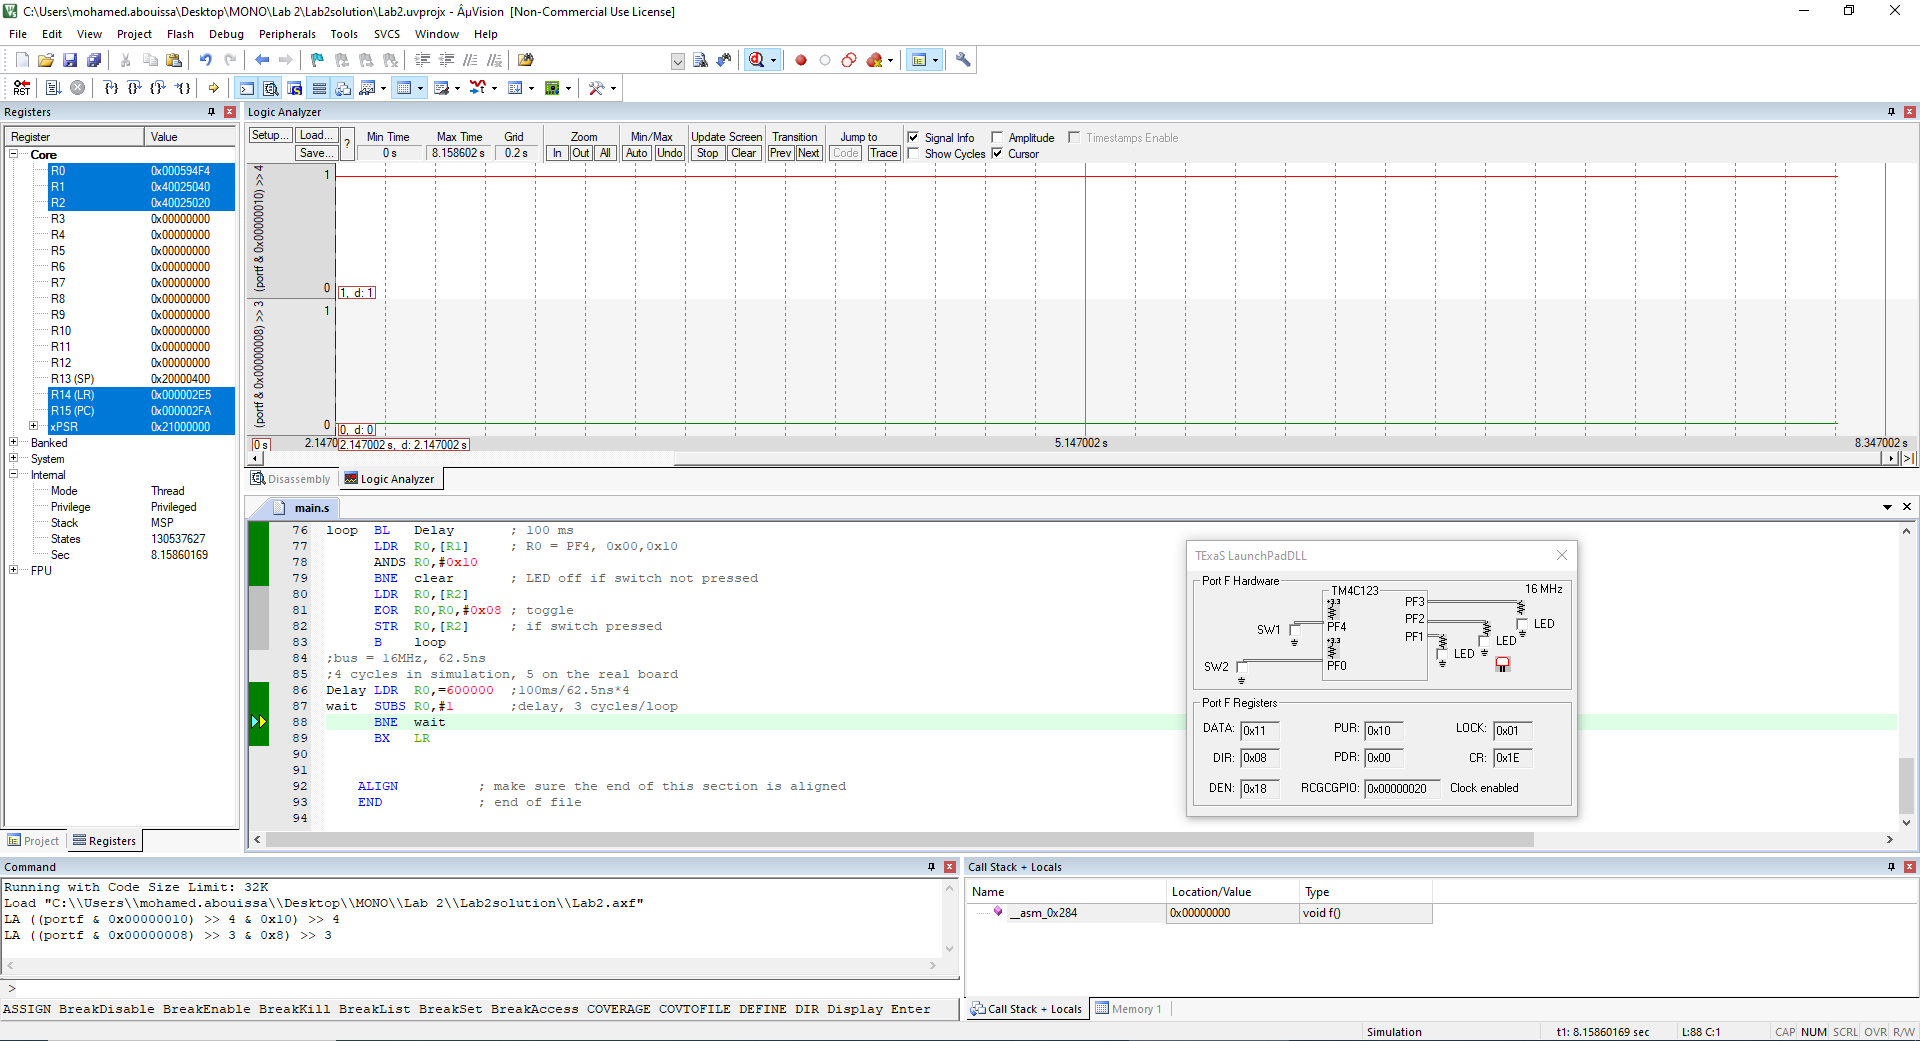 C:\Users\mohamed.abouissa\Desktop\MONO\Lab 2\Lab2solution\Lab2.uvprojx - ÂµVision  [Non-Commercial Use License]
File Edit View Project Flash Debug Peripherals Tools SVCS Window Help
RST
Registers
Register Value
Core
R0 0x000594F4
R1 0x40025040
R2 0x40025020
R3 0x00000000
R4 0x00000000
R5 0x00000000
R6 0x00000000
R7 0x00000000
R8 0x00000000
R9 0x00000000
R10 0x00000000
R11 0x00000000
R12 0x00000000
R13 (SP) 0x20000400
R14 (LR) 0x000002E5
R15 (PC) 0x000002FA
xPSR 0x21000000
Banked
System
Internal
Mode Thread
Privilege Privileged
Stack MSP
States 130537627
Sec 8.15860169
FPU
Project Registers
Logic Analyzer
Setup... Load... ? Min Time Max Time Grid Zoom Min/Max Update Screen Transition Jump to Signal Info Amplitude Timestamps Enable
Save... 0 s 8.158602 s 0.2 s In Out All Auto Undo Stop Clear Prev Next Code Trace Show Cycles Cursor
(portf & 0x00000010) >> 4
1
0
1, d: 1
(portf & 0x00000008) >> 3
1
0
0, d: 0
0 s 2.1470 2.147002 s, d: 2.147002 s 5.147002 s 8.347002 s
Disassembly Logic Analyzer
main.s
76 loop BL Delay ; 100 ms
77 LDR R0,[R1] ; R0 = PF4, 0x00,0x10
78 ANDS R0,#0x10
79 BNE clear ; LED off if switch not pressed
80 LDR R0,[R2]
81 EOR R0,R0,#0x08 ; toggle
82 STR R0,[R2] ; if switch pressed
83 B loop
84 ;bus = 16MHz, 62.5ns
85 ;4 cycles in simulation, 5 on the real board
86 Delay LDR R0,=600000 ;100ms/62.5ns*4
87 wait SUBS R0,#1 ;delay, 3 cycles/loop
88 BNE wait
89 BX LR
90
91
92 ALIGN ; make sure the end of this section is aligned
93 END ; end of file
94
TExaS LaunchPadDLL
Port F Hardware
TM4C123 16 MHz
+3.3 PF3
SW1 PF4 PF2 LED
+3.3 PF1 LED
LED
SW2 PF0
Port F Registers
DATA: 0x11 PUR: 0x10 LOCK: 0x01
DIR: 0x08 PDR: 0x00 CR: 0x1E
DEN: 0x18 RCGCGPIO: 0x00000020 Clock enabled
Command
Running with Code Size Limit: 32K
Load "C:\\Users\\mohamed.abouissa\\Desktop\\MONO\\Lab 2\\Lab2solution\\Lab2.axf"
LA ((portf & 0x00000010) >> 4 & 0x10) >> 4
LA ((portf & 0x00000008) >> 3 & 0x8) >> 3
>
ASSIGN BreakDisable BreakEnable BreakKill BreakList BreakSet BreakAccess COVERAGE COVTOFILE DEFINE DIR Display Enter
Call Stack + Locals
Name Location/Value Type
__asm_0x284 0x00000000 void f()
Call Stack + Locals Memory 1
Simulation t1: 8.15860169 sec L:88 C:1 CAP NUM SCRL OVR R/W